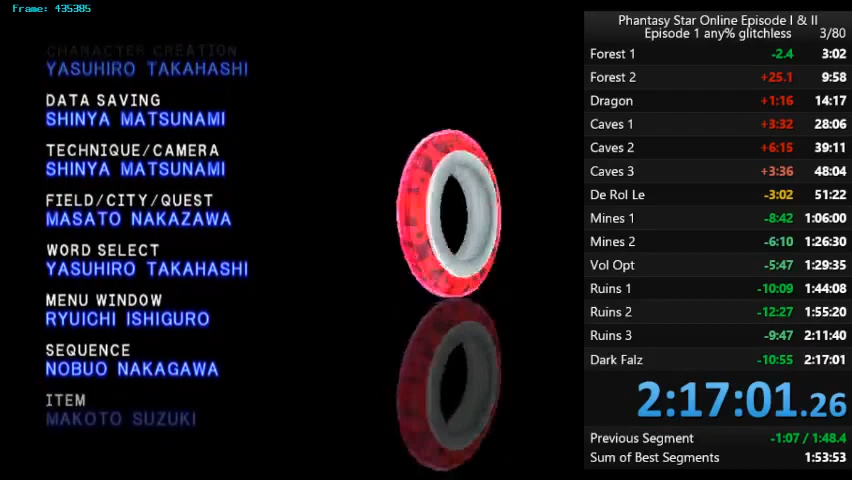 Frame: 435385
CHARACTER CREATION
YASUHIRO TAKAHASHI
DATA SAVING
SHINYA MATSUNAMI
TECHNIQUE/CAMERA
SHINYA MATSUNAMI
FIELD/CITY/QUEST
MASATO NAKAZAWA
WORD SELECT
YASUHIRO TAKAHASHI
MENU WINDOW
RYUICHI ISHIGURO
SEQUENCE
NOBUO NAKAGAWA
ITEM
MAKOTO SUZUKI
Phantasy Star Online Episode I & II
Episode 1 any% glitchless 3/80
Forest 1 -2.4 3:02
Forest 2 +25.1 9:58
Dragon +1:16 14:17
Caves 1 +3:32 28:06
Caves 2 +6:15 39:11
Caves 3 +3:36 48:04
De Rol Le -3:02 51:22
Mines 1 -8:42 1:06:00
Mines 2 -6:10 1:26:30
Vol Opt -5:47 1:29:35
Ruins 1 -10:09 1:44:08
Ruins 2 -12:27 1:55:20
Ruins 3 -9:47 2:11:40
Dark Falz -10:55 2:17:01
2:17:01.26
Previous Segment -1:07 / 1:48.4
Sum of Best Segments 1:53:53